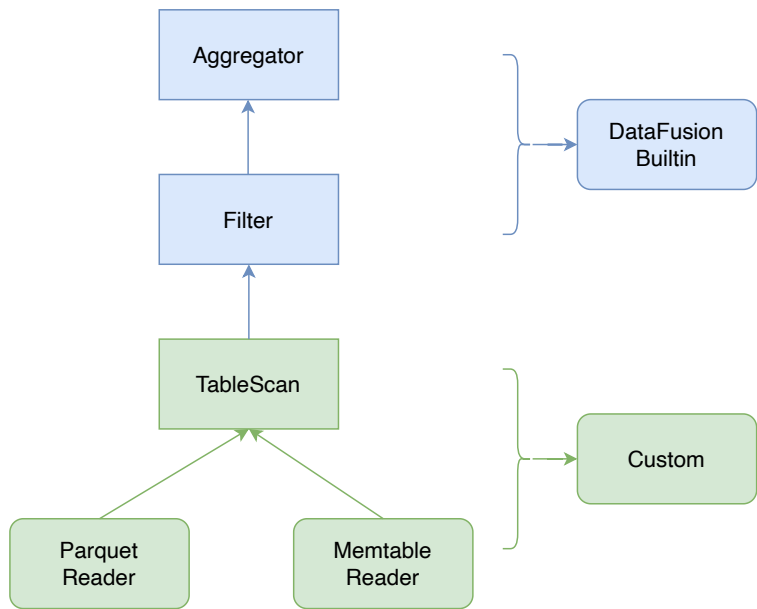 Aggregator
DataFusion
Builtin
Filter
TableScan
Custom
Parquet
Reader
Memtable
Reader